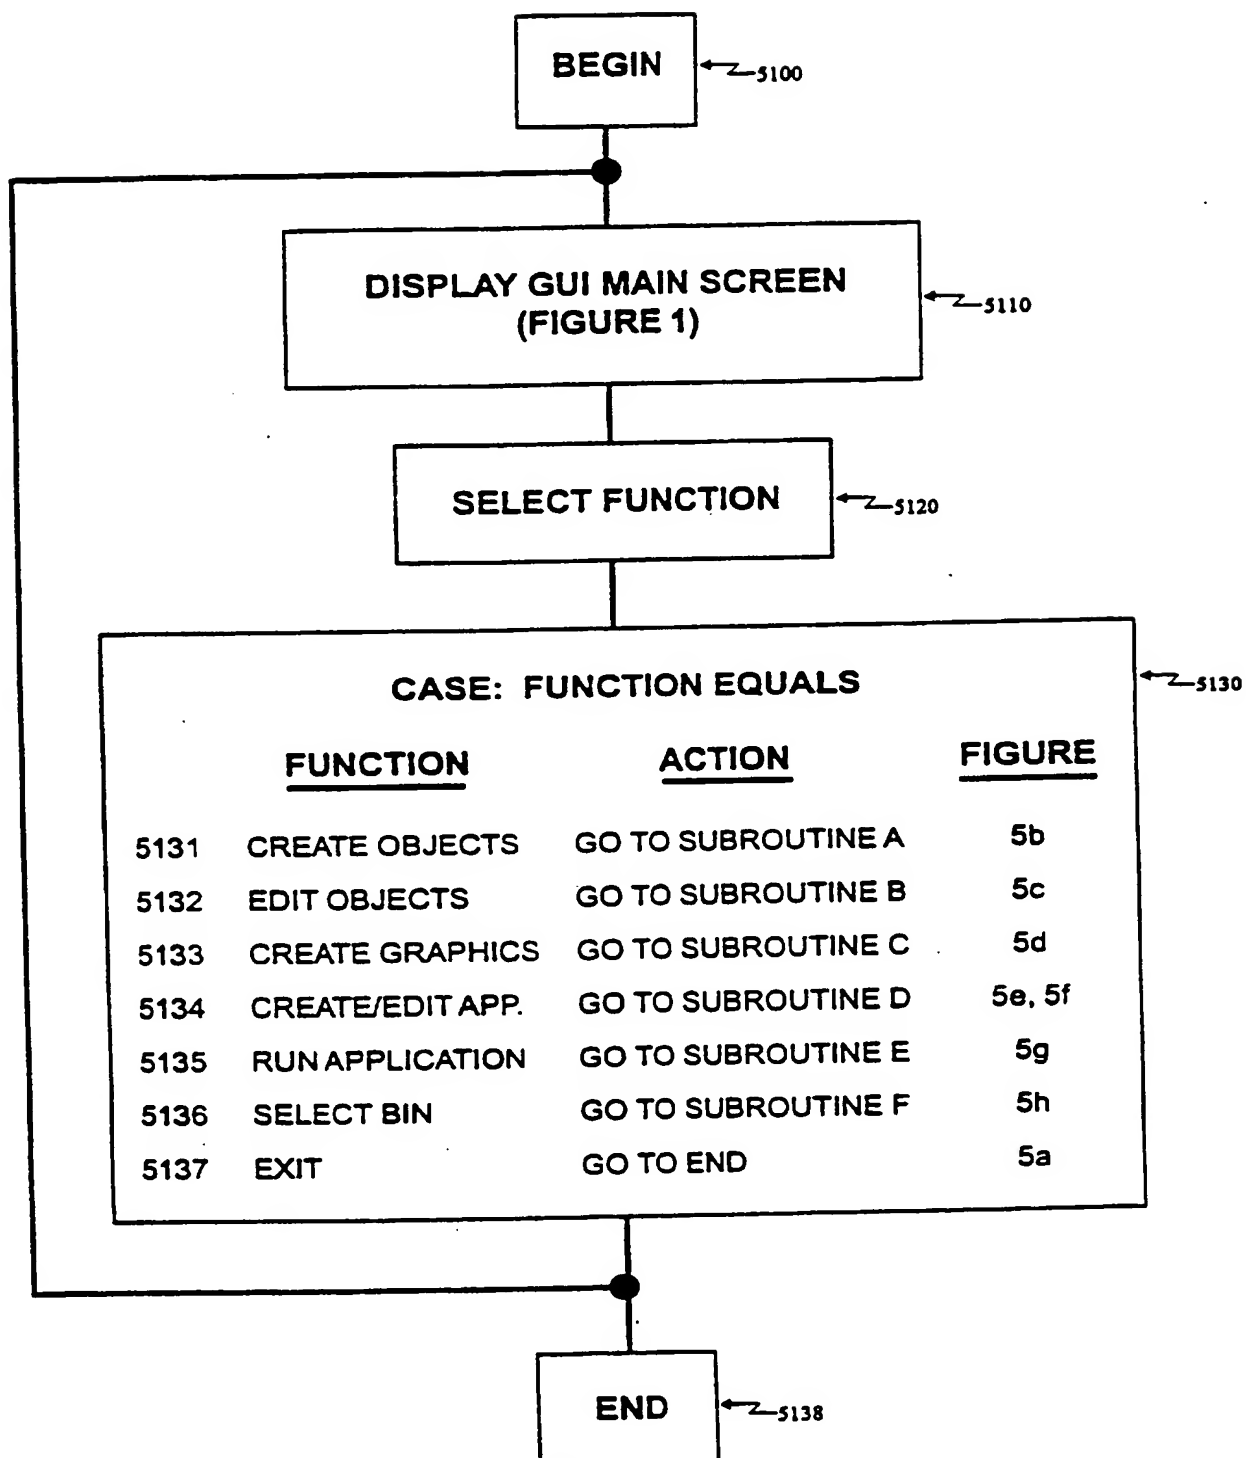 BEGIN
5100
DISPLAY GUI MAIN SCREEN
(FIGURE 1)
5110
SELECT FUNCTION
5120
CASE: FUNCTION EQUALS
5130
FUNCTION ACTION FIGURE
5131 CREATE OBJECTS GO TO SUBROUTINE A 5b
5132 EDIT OBJECTS GO TO SUBROUTINE B 5c
5133 CREATE GRAPHICS GO TO SUBROUTINE C 5d
5134 CREATE/EDIT APP. GO TO SUBROUTINE D 5e, 5f
5135 RUN APPLICATION GO TO SUBROUTINE E 5g
5136 SELECT BIN GO TO SUBROUTINE F 5h
5137 EXIT GO TO END 5a
END
5138